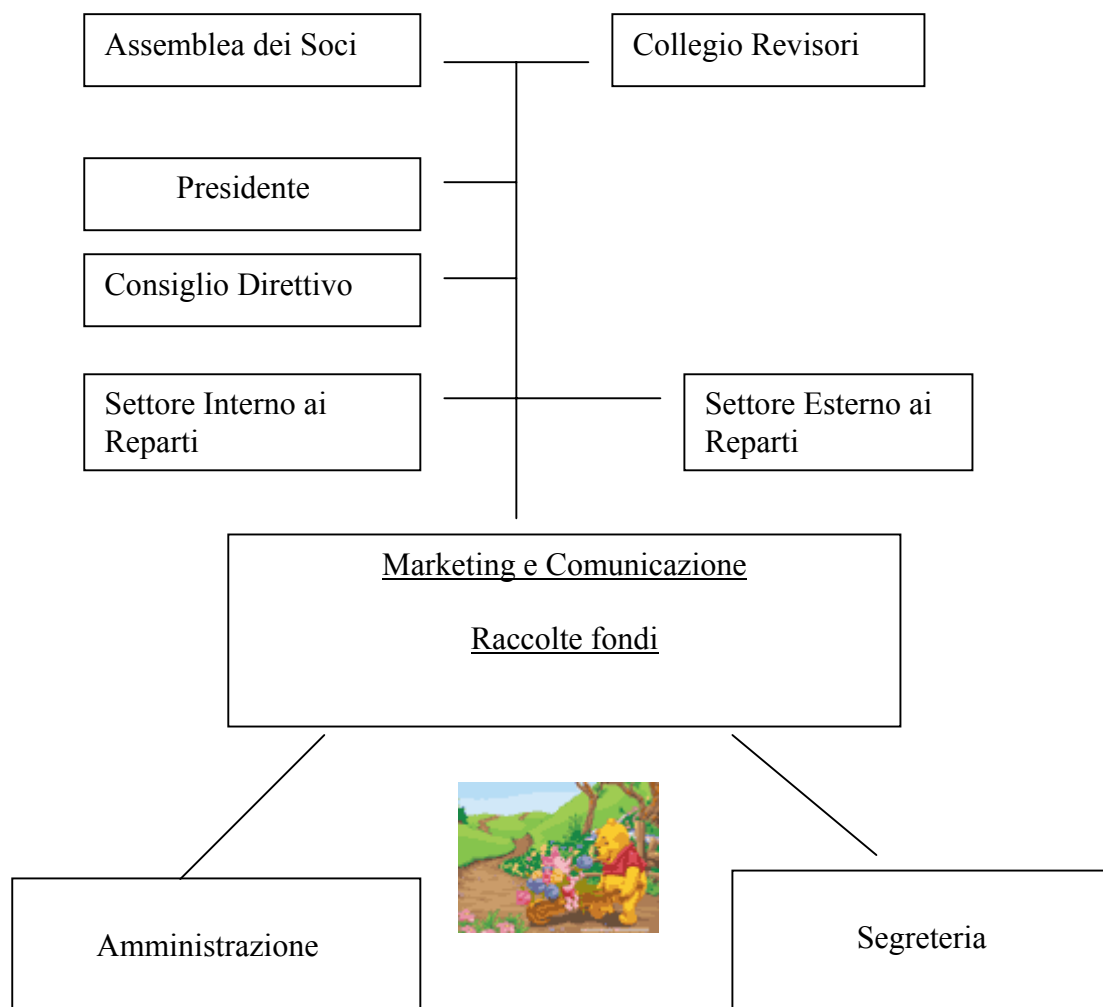 Assemblea dei Soci
Collegio Revisori
Presidente
Consiglio Direttivo
Settore Interno ai
Reparti
Settore Esterno ai
Reparti
Marketing e Comunicazione
Raccolte fondi
Amministrazione
Segreteria